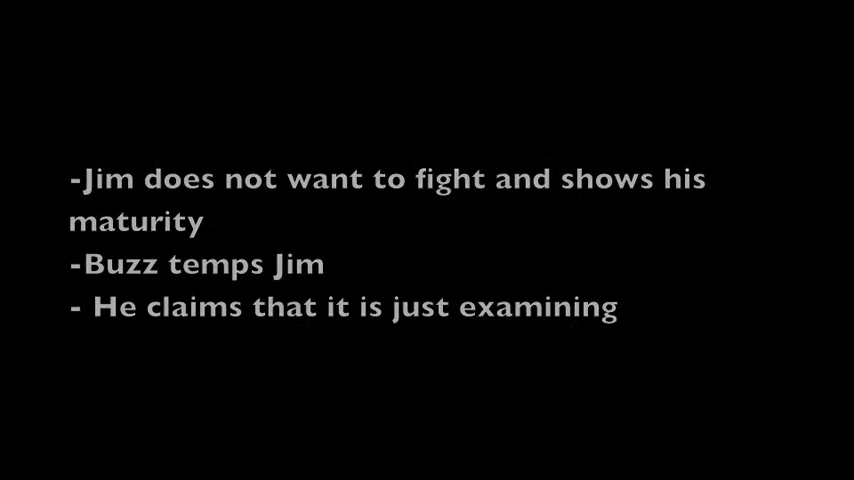 -Jim does not want to fight and shows his
maturity
-Buzz temps Jim
- He claims that it is just examining